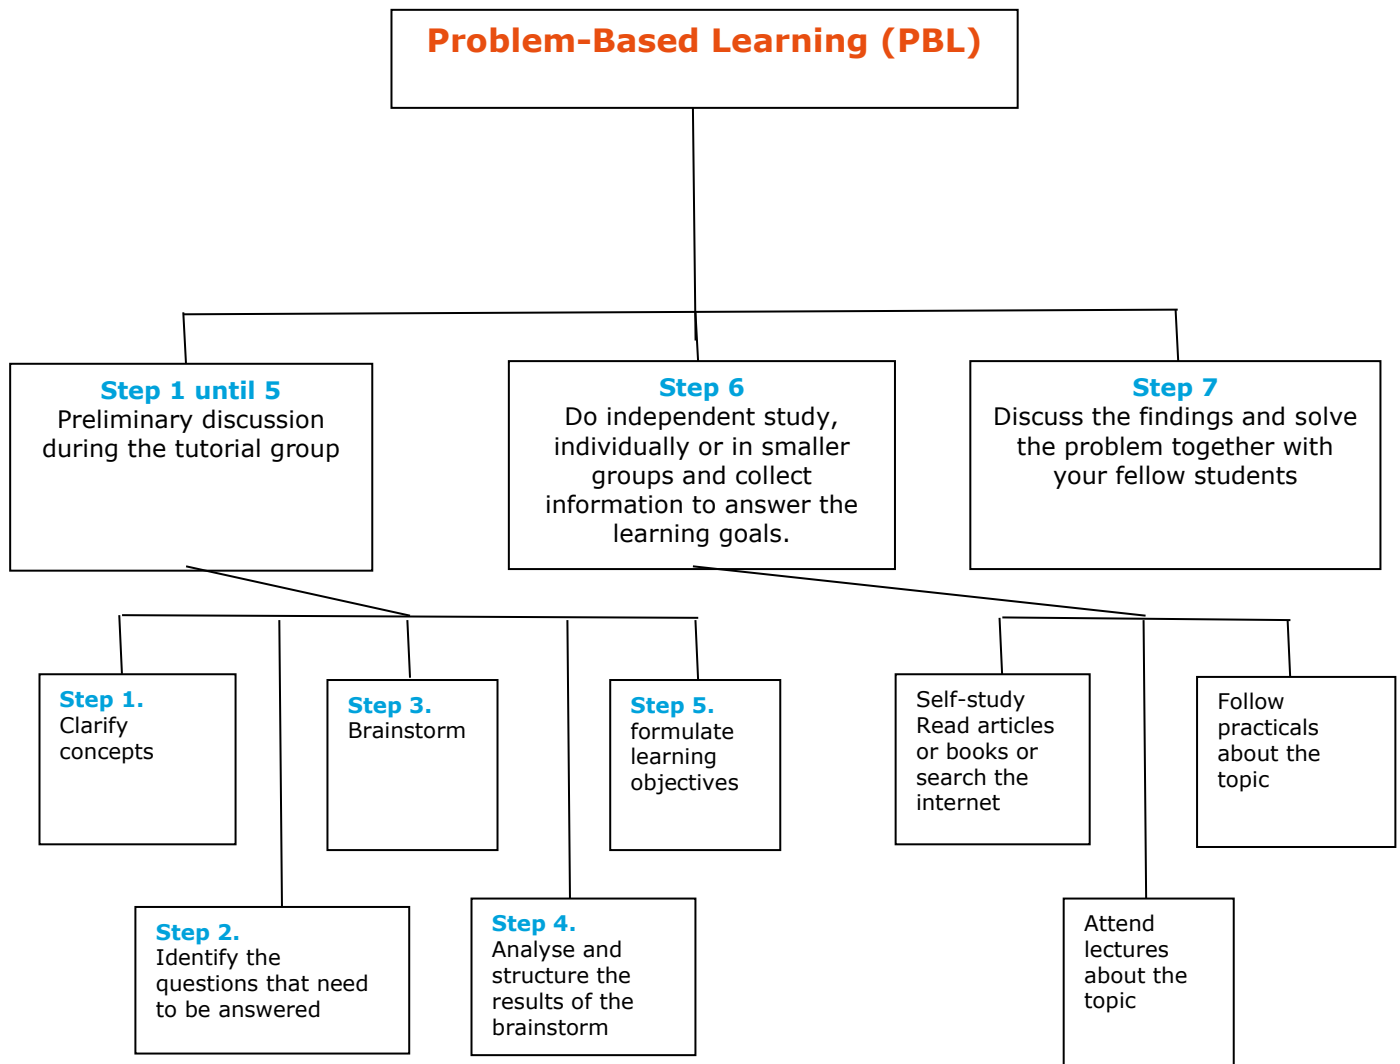 Problem-Based Learning (PBL)
Step 1 until 5
Preliminary discussion
during the tutorial group
Step 6
Do independent study,
individually or in smaller
groups and collect
information to answer the
learning goals.
Step 7
Discuss the findings and solve
the problem together with
your fellow students
Step 1.
Clarify
concepts
Step 2.
Identify the
questions that need
to be answered
Step 3.
Brainstorm
Step 4.
Analyse and
structure the
results of the
brainstorm
Step 5.
formulate
learning
objectives
Self-study
Read articles
or books or
search the
internet
Attend
lectures
about the
topic
Follow
practicals
about the
topic